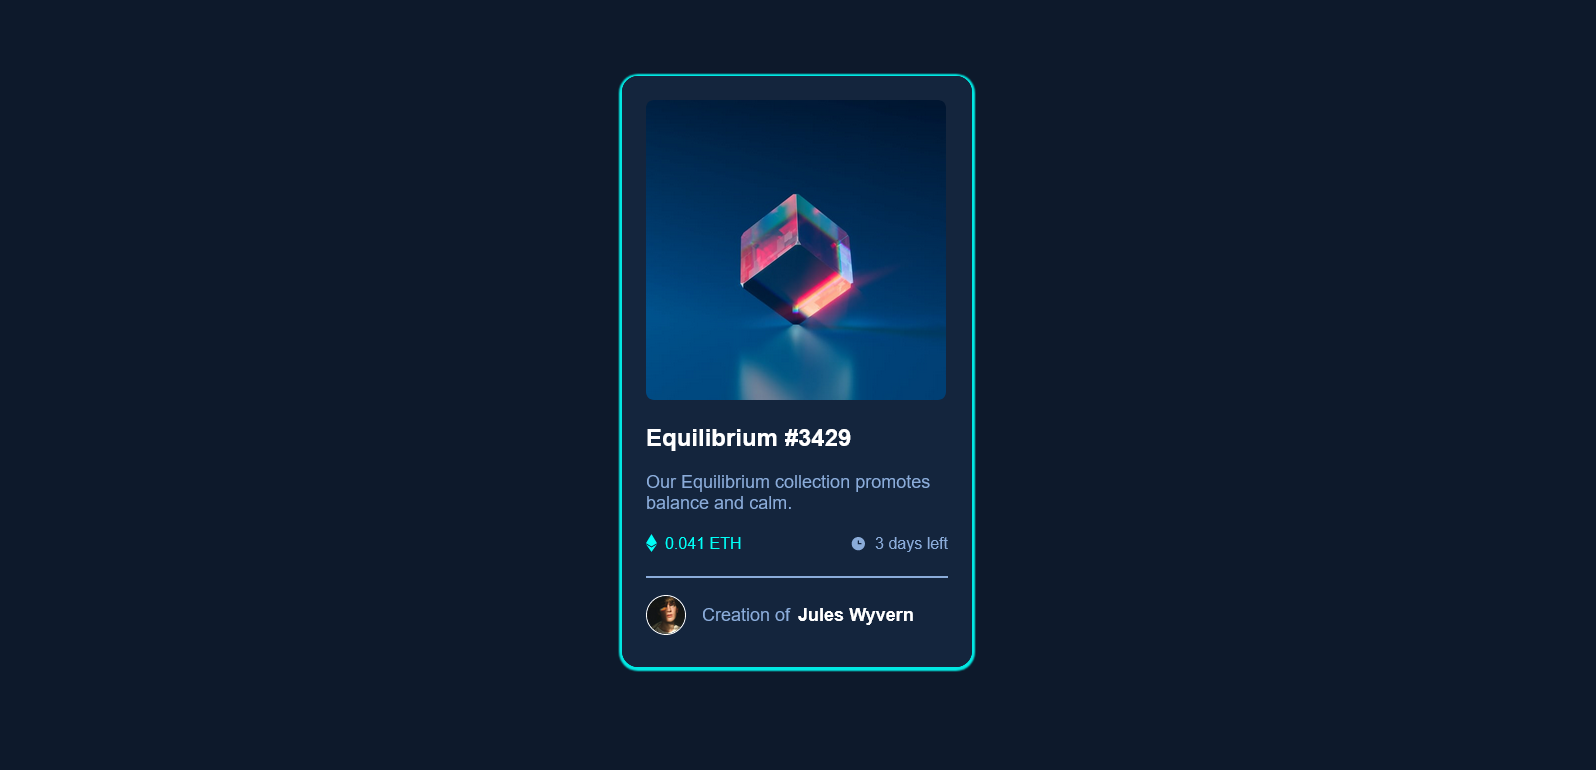 Equilibrium #3429
Our Equilibrium collection promotes
balance and calm.
0.041 ETH 3 days left
Creation of Jules Wyvern